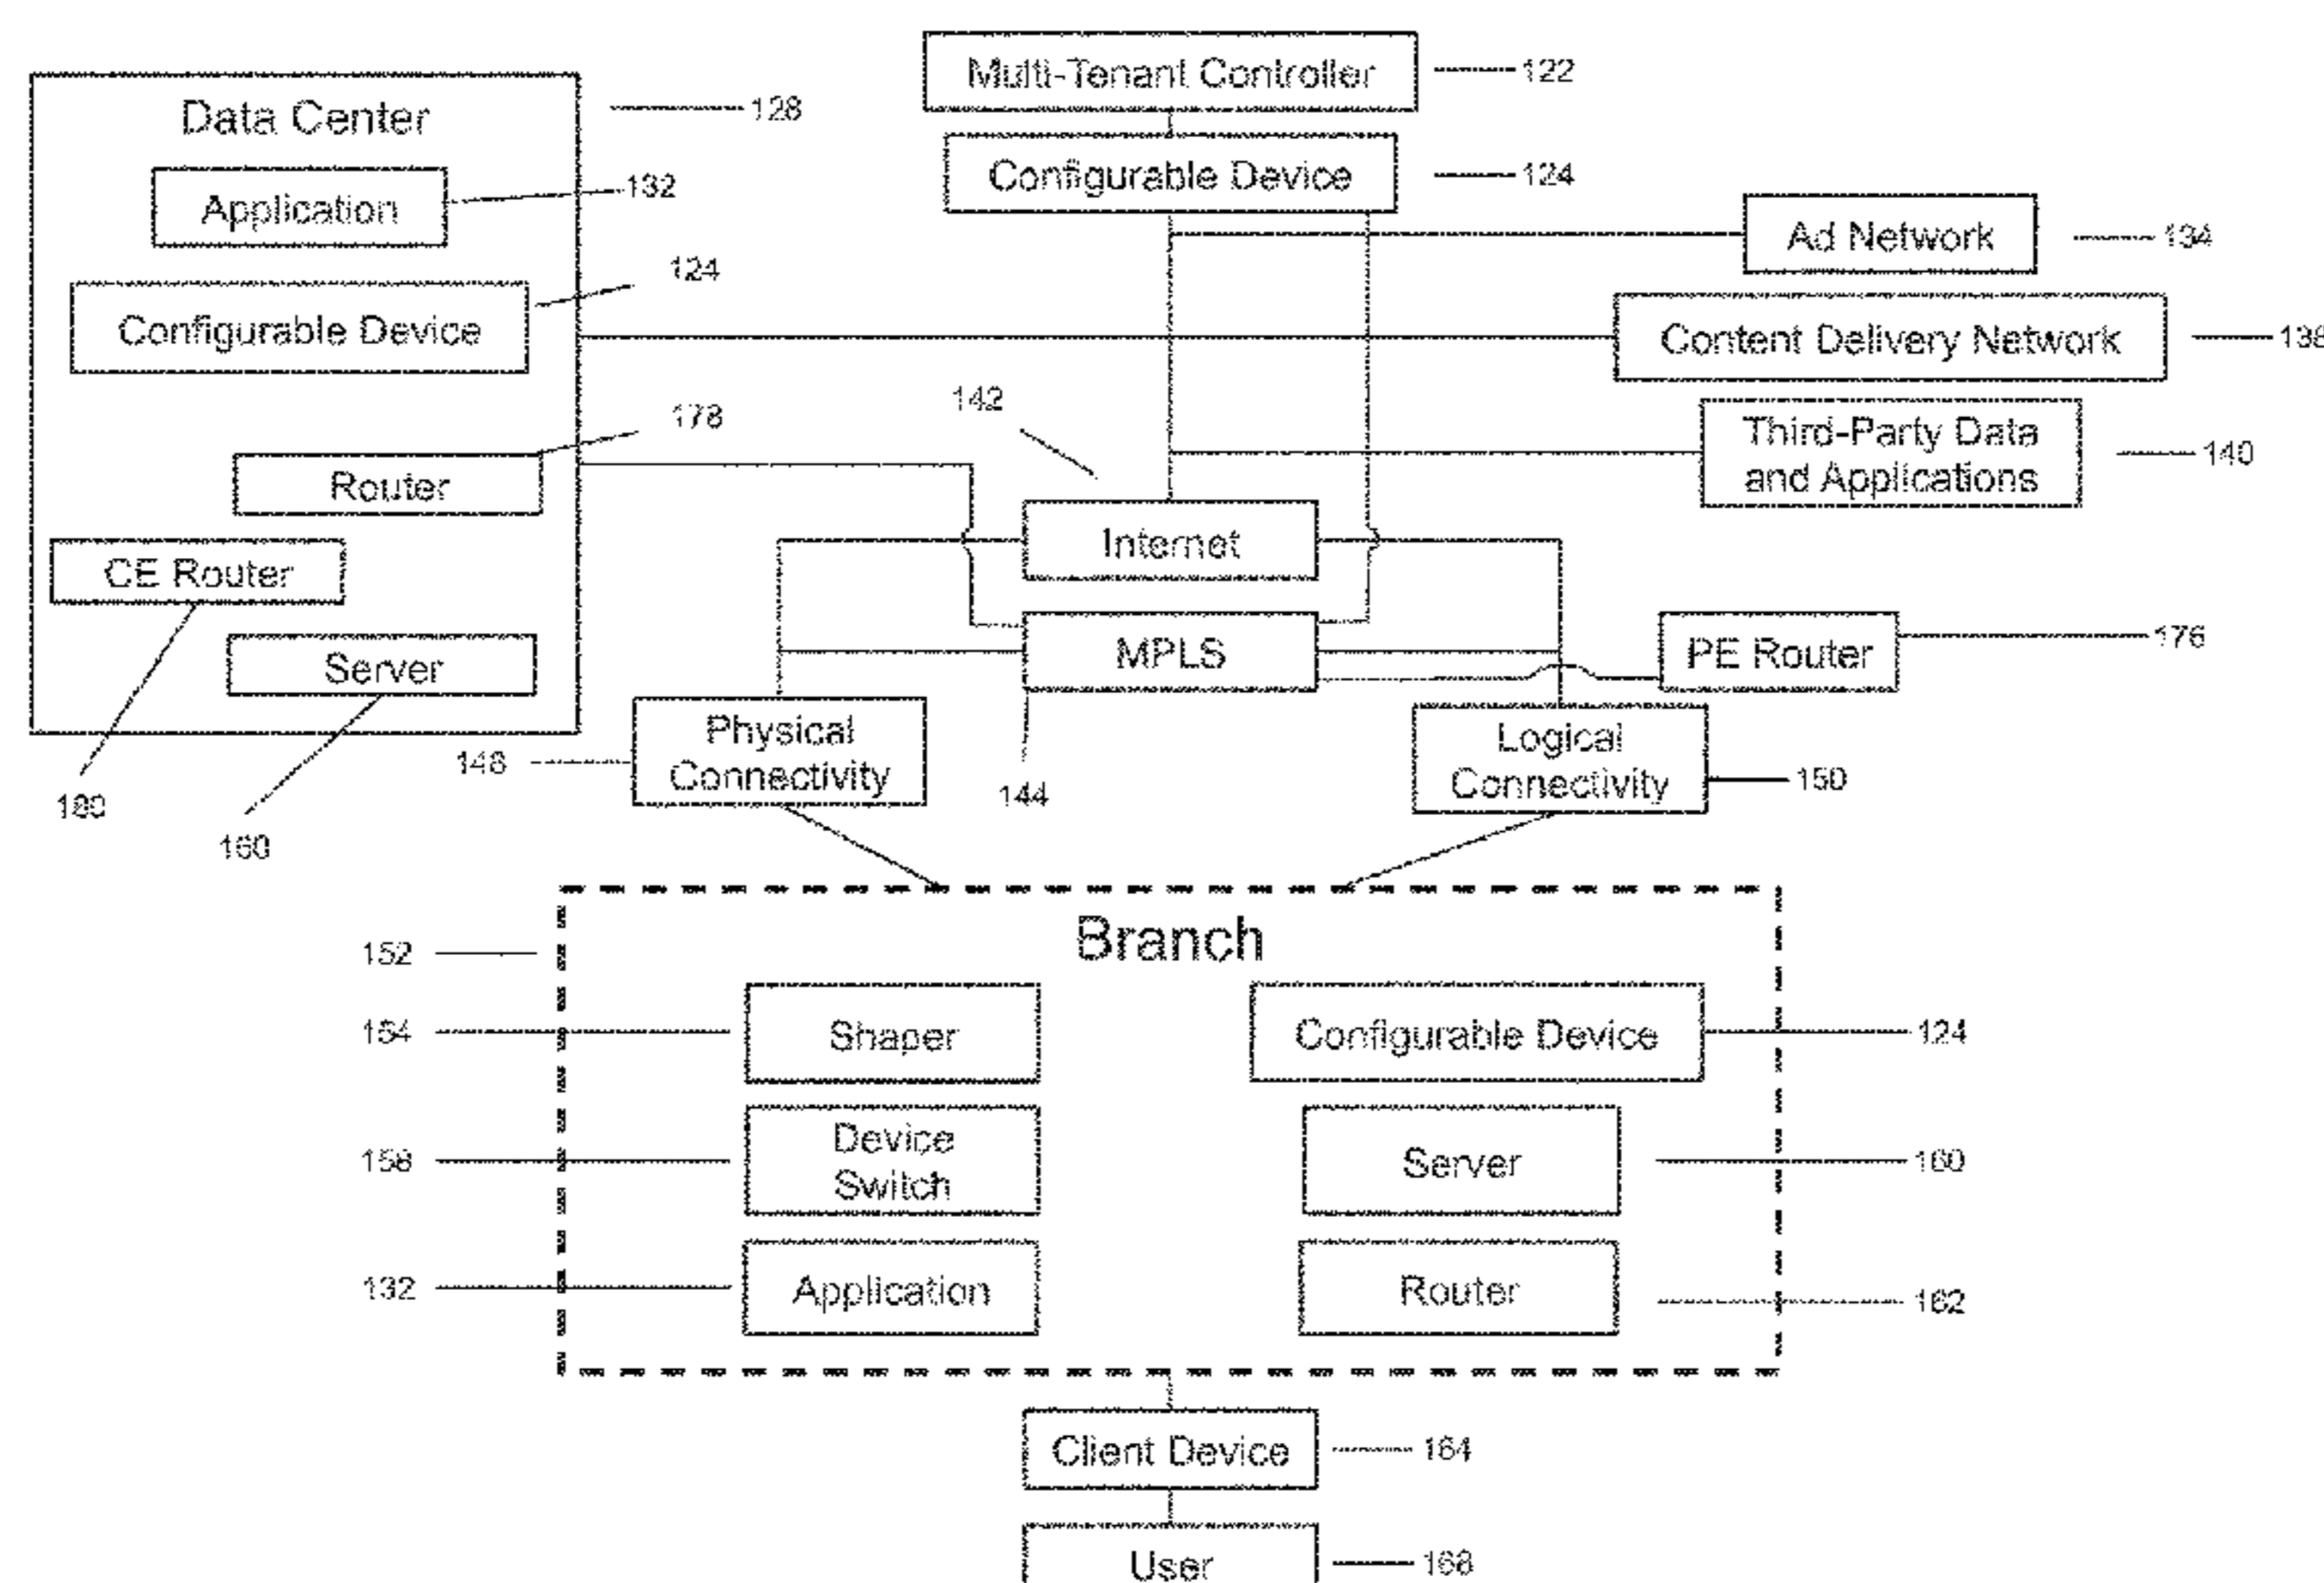 Multi-Tenant Controller
122
Data Center
128
Configurable Device
124
Application
132
Ad Network
134
Configurable Device
124
Content Delivery Network
Third-Party Data
and Applications
140
142
Router
178
Internet
CE Router
MPLS
PE Router
176
Server
Physical
Connectivity
144
Logical
Connectivity
150
160
Branch
152
Shaper
154
Configurable Device
124
Device
Switch
Server
160
Application
132
Router
162
Client Device
164
User
168